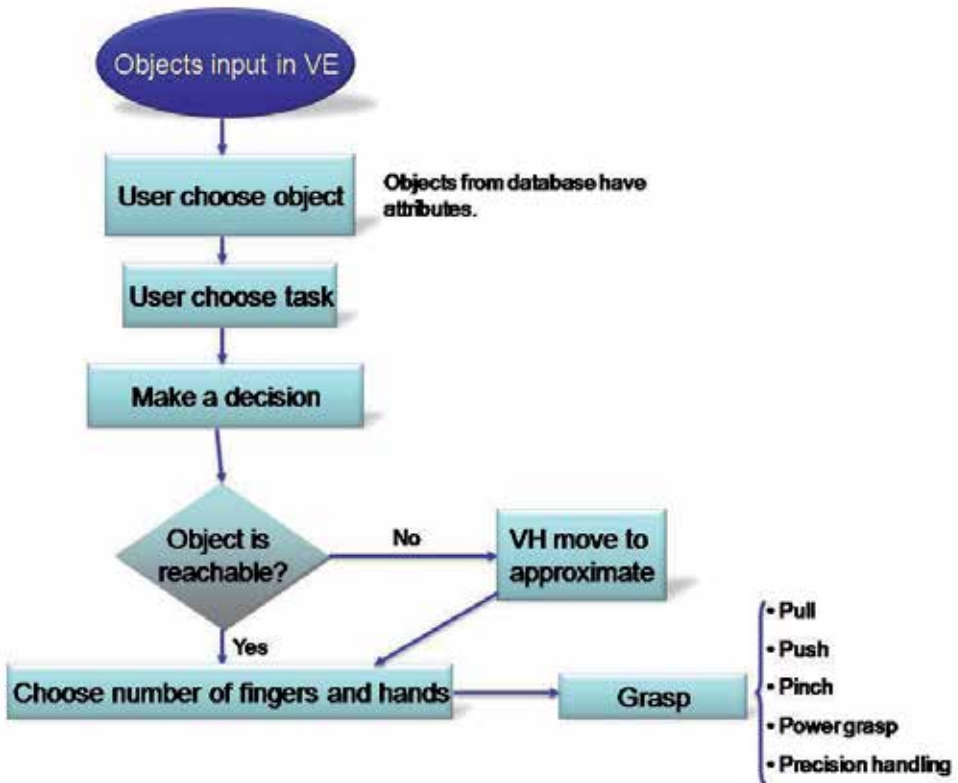 Objects input in VE
User choose object
Objects from database have
attributes.
User choose task
Make a decision
Object is
reachable?
No
VH move to
approximate
Yes
Choose number of fingers and hands
Grasp
• Pull
• Push
• Pinch
• Power grasp
• Precision handling